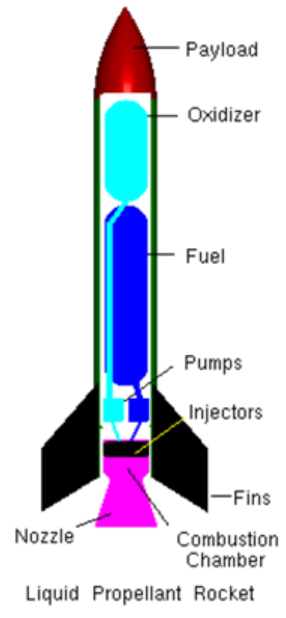 Payload
Oxidizer
Fuel
Pumps
Injectors
Fins
Nozzle
Combustion
Chamber
Liquid Propellant Rocket